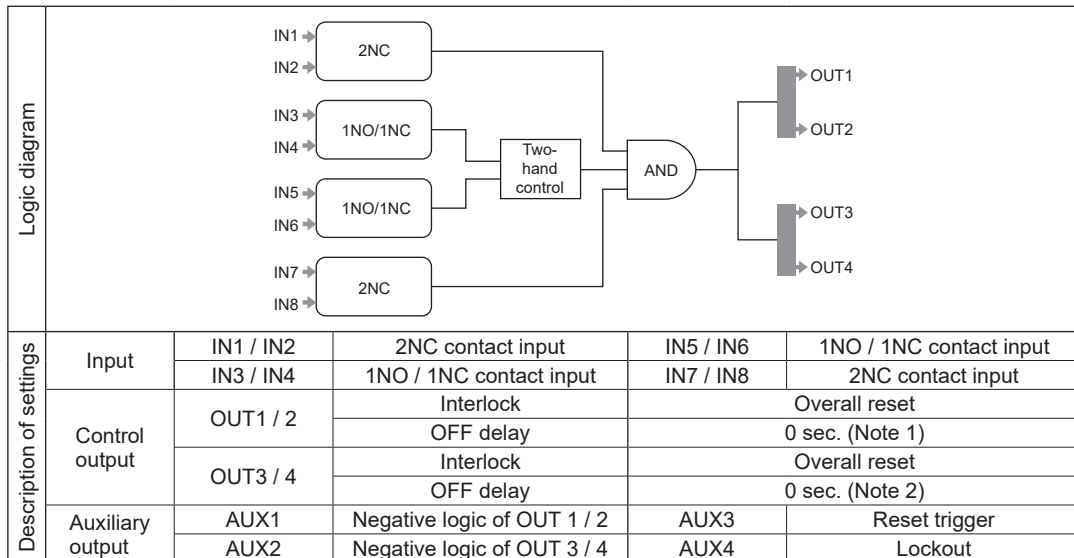 Logic diagram
IN1
IN2
2NC
IN3
IN4
1NO/1NC
IN5
IN6
1NO/1NC
IN7
IN8
2NC
Two-
hand
control
AND
OUT1
OUT2
OUT3
OUT4
Description of settings
Input
IN1 / IN2 2NC contact input IN5 / IN6 1NO / 1NC contact input
IN3 / IN4 1NO / 1NC contact input IN7 / IN8 2NC contact input
Control
output
OUT1 / 2
Interlock Overall reset
OFF delay 0 sec. (Note 1)
OUT3 / 4
Interlock Overall reset
OFF delay 0 sec. (Note 2)
Auxiliary
output
AUX1 Negative logic of OUT 1 / 2 AUX3 Reset trigger
AUX2 Negative logic of OUT 3 / 4 AUX4 Lockout